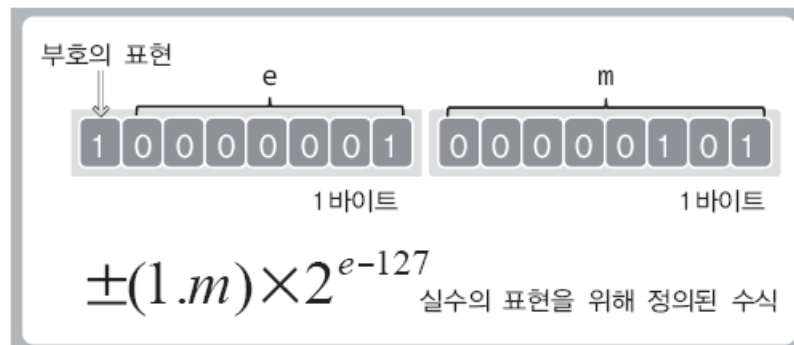 부호의 표현
e m
1 0 0 0 0 0 0 1 0 0 0 0 0 1 0 1
1바이트 1바이트
±(1.m)×2^{e-127} 실수의 표현을 위해 정의된 수식